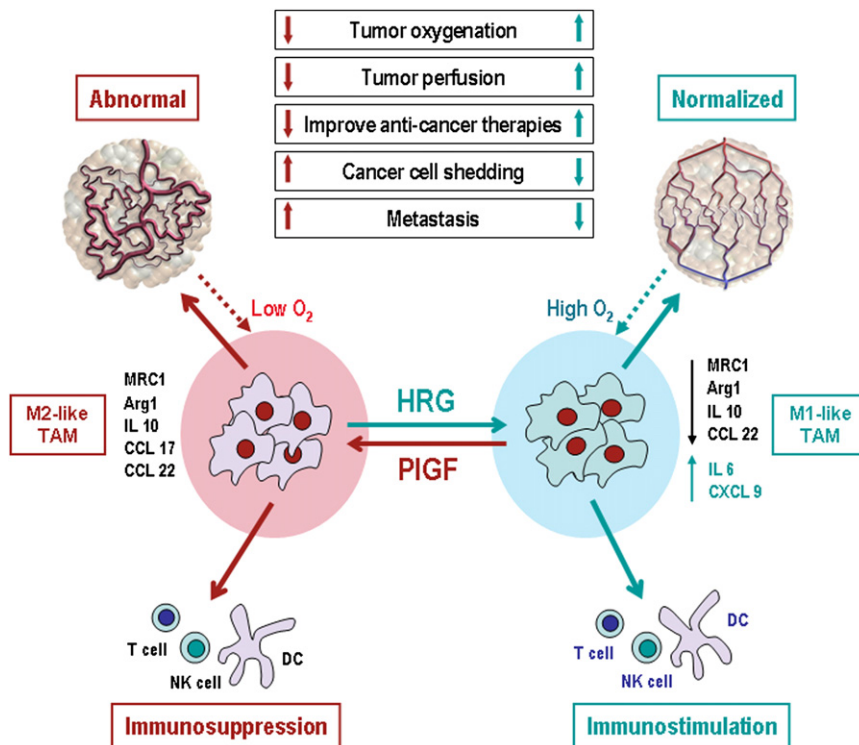 Tumor oxygenation
Tumor perfusion
Improve anti-cancer therapies
Cancer cell shedding
Metastasis
Abnormal
Normalized
Low O₂
High O₂
M2-like
TAM
MRC1
Arg1
IL 10
CCL 17
CCL 22
HRG
PlGF
MRC1
Arg1
IL 10
CCL 22
IL 6
CXCL 9
M1-like
TAM
T cell
NK cell
DC
Immunosuppression
T cell
NK cell
DC
Immunostimulation